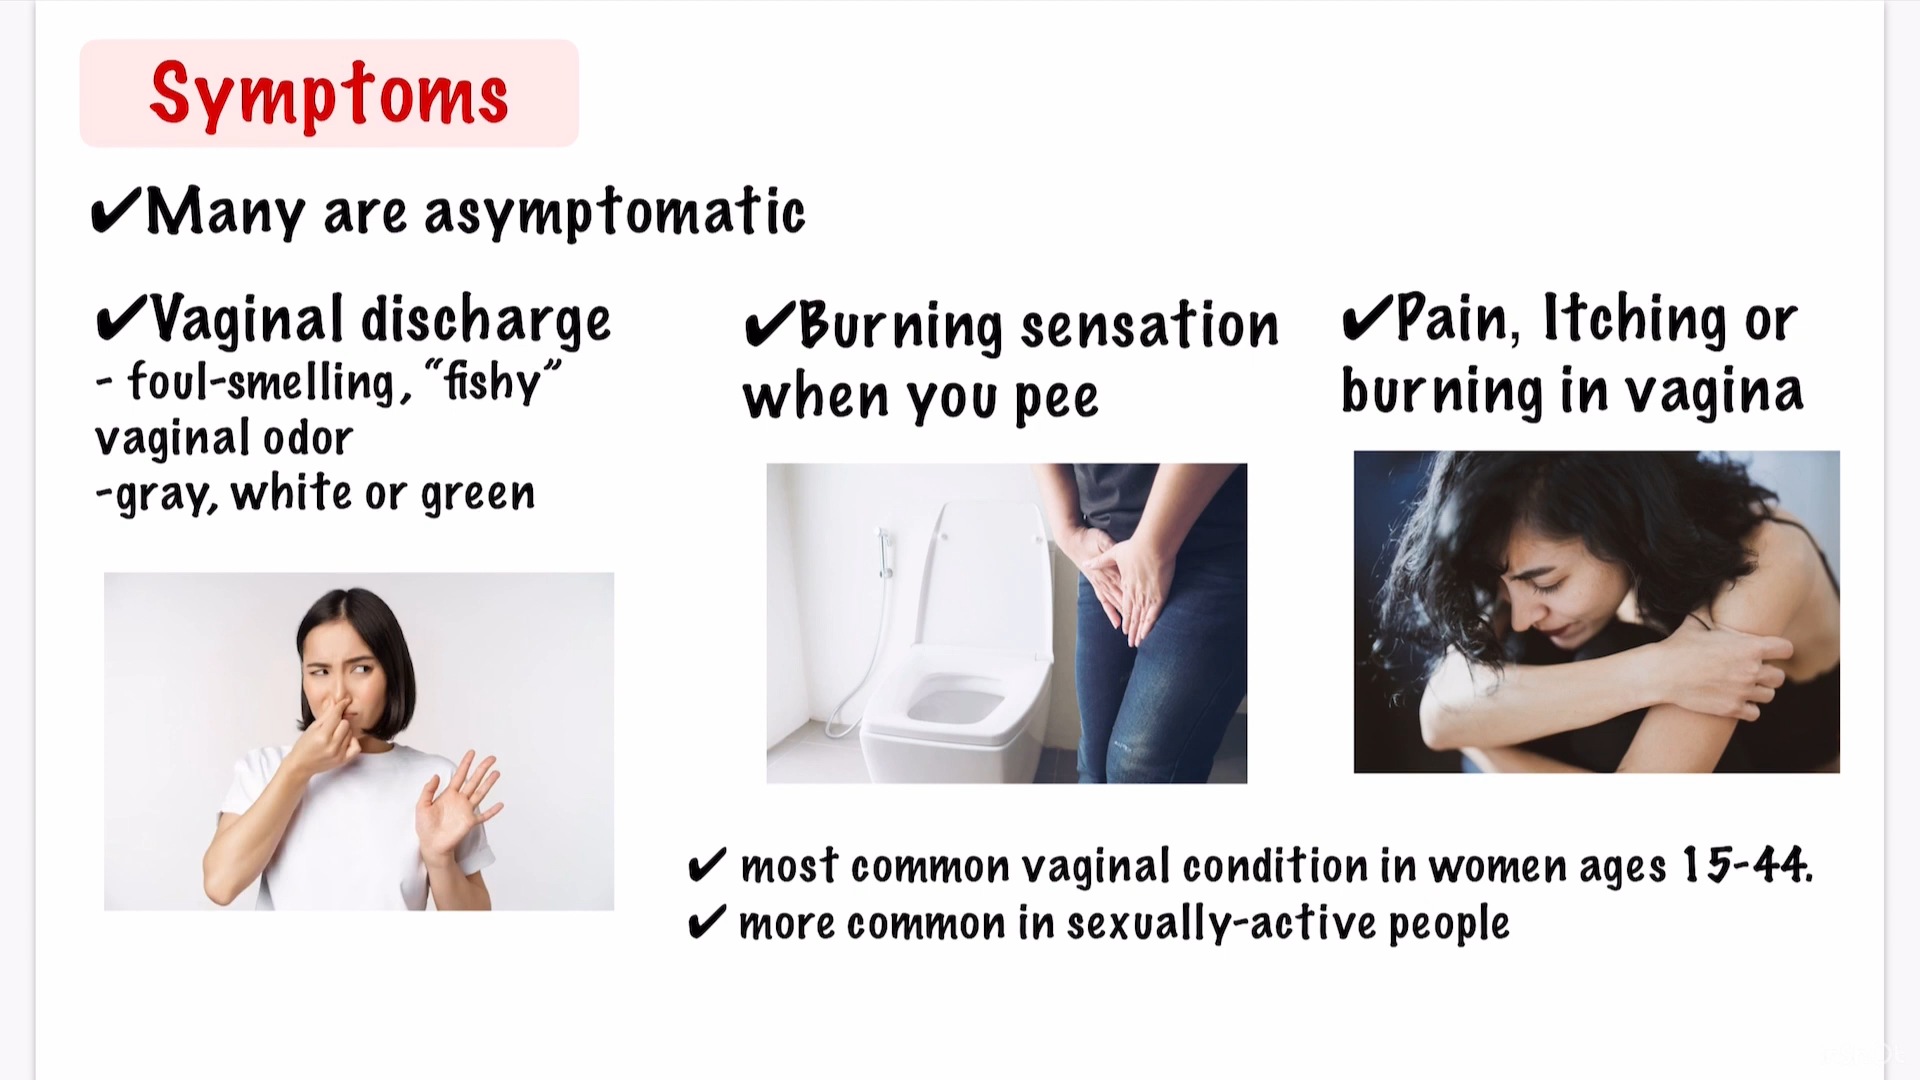 Symptoms
✔Many are asymptomatic
✔Vaginal discharge
- foul-smelling, “fishy”
vaginal odor
-gray, white or green
✔Burning sensation
when you pee
✔Pain, Itching or
burning in vagina
✔ most common vaginal condition in women ages 15-44.
✔ more common in sexually-active people